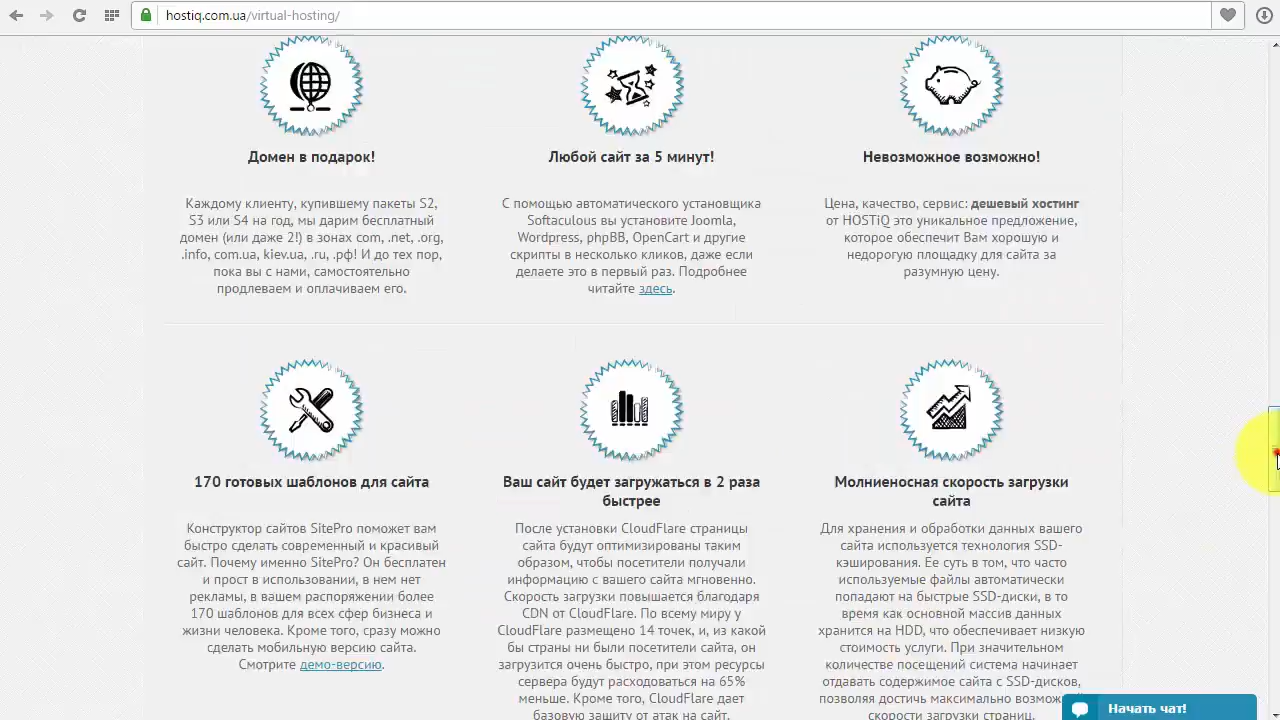 hostiq.com.ua/virtual-hosting/
Домен в подарок!
Каждому клиенту, купившему пакеты S2,
S3 или S4 на год, мы дарим бесплатный
домен (или даже 2!) в зонах com, .net, .org,
.info, com.ua, kiev.ua, .ru, .рф! И до тех пор,
пока вы с нами, самостоятельно
продлеваем и оплачиваем его.
Любой сайт за 5 минут!
С помощью автоматического установщика
Softaculous вы установите Joomla,
Wordpress, phpBB, OpenCart и другие
скрипты в несколько кликов, даже если
делаете это в первый раз. Подробнее
читайте здесь.
Невозможное возможно!
Цена, качество, сервис: дешевый хостинг
от HOSTiQ это уникальное предложение,
которое обеспечит Вам хорошую и
недорогую площадку для сайта за
разумную цену.
170 готовых шаблонов для сайта
Конструктор сайтов SitePro поможет вам
быстро сделать современный и красивый
сайт. Почему именно SitePro? Он бесплатен
и прост в использовании, в нем нет
рекламы, в вашем распоряжении более
170 шаблонов для всех сфер бизнеса и
жизни человека. Кроме того, сразу можно
сделать мобильную версию сайта.
Смотрите демо-версию.
Ваш сайт будет загружаться в 2 раза
быстрее
После установки CloudFlare страницы
сайта будут оптимизированы таким
образом, чтобы посетители получали
информацию с вашего сайта мгновенно.
Скорость загрузки повышается благодаря
CDN от CloudFlare. По всему миру у
CloudFlare размещено 14 точек, и, из какой
бы страны ни были посетители сайта, он
загрузится очень быстро, при этом ресурсы
сервера будут расходоваться на 65%
меньше. Кроме того, CloudFlare дает
базовую защиту от атак на сайт.
Молниеносная скорость загрузки
сайта
Для хранения и обработки данных вашего
сайта используется технология SSD-
кэширования. Ее суть в том, что часто
используемые файлы автоматически
попадают на быстрые SSD-диски, в то
время как основной массив данных
хранится на HDD, что обеспечивает низкую
стоимость услуги. При значительном
количестве посещений система начинает
отдавать содержимое сайта с SSD-дисков,
позволяя достичь максимально возмож
скорости загрузки страниц.
Начать чат!